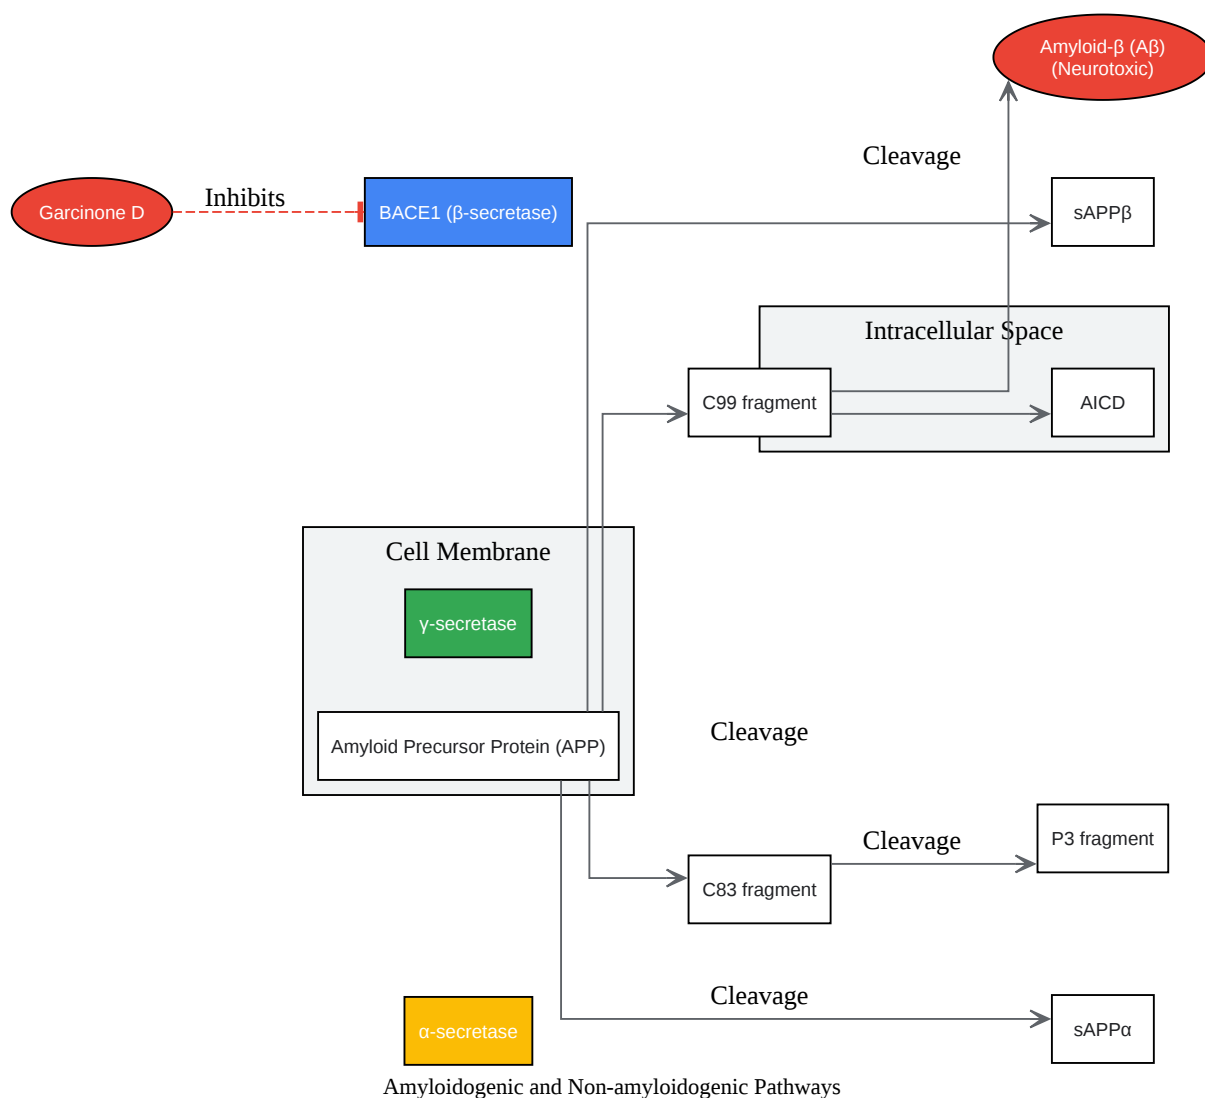 Amyloid-β (Aβ)
(Neurotoxic)
Cleavage
Garcinone D
Inhibits
BACE1 (β-secretase)
sAPPβ
Intracellular Space
C99 fragment
AICD
Cell Membrane
γ-secretase
Amyloid Precursor Protein (APP)
Cleavage
Cleavage
P3 fragment
C83 fragment
Cleavage
α-secretase
sAPPα
Amyloidogenic and Non-amyloidogenic Pathways